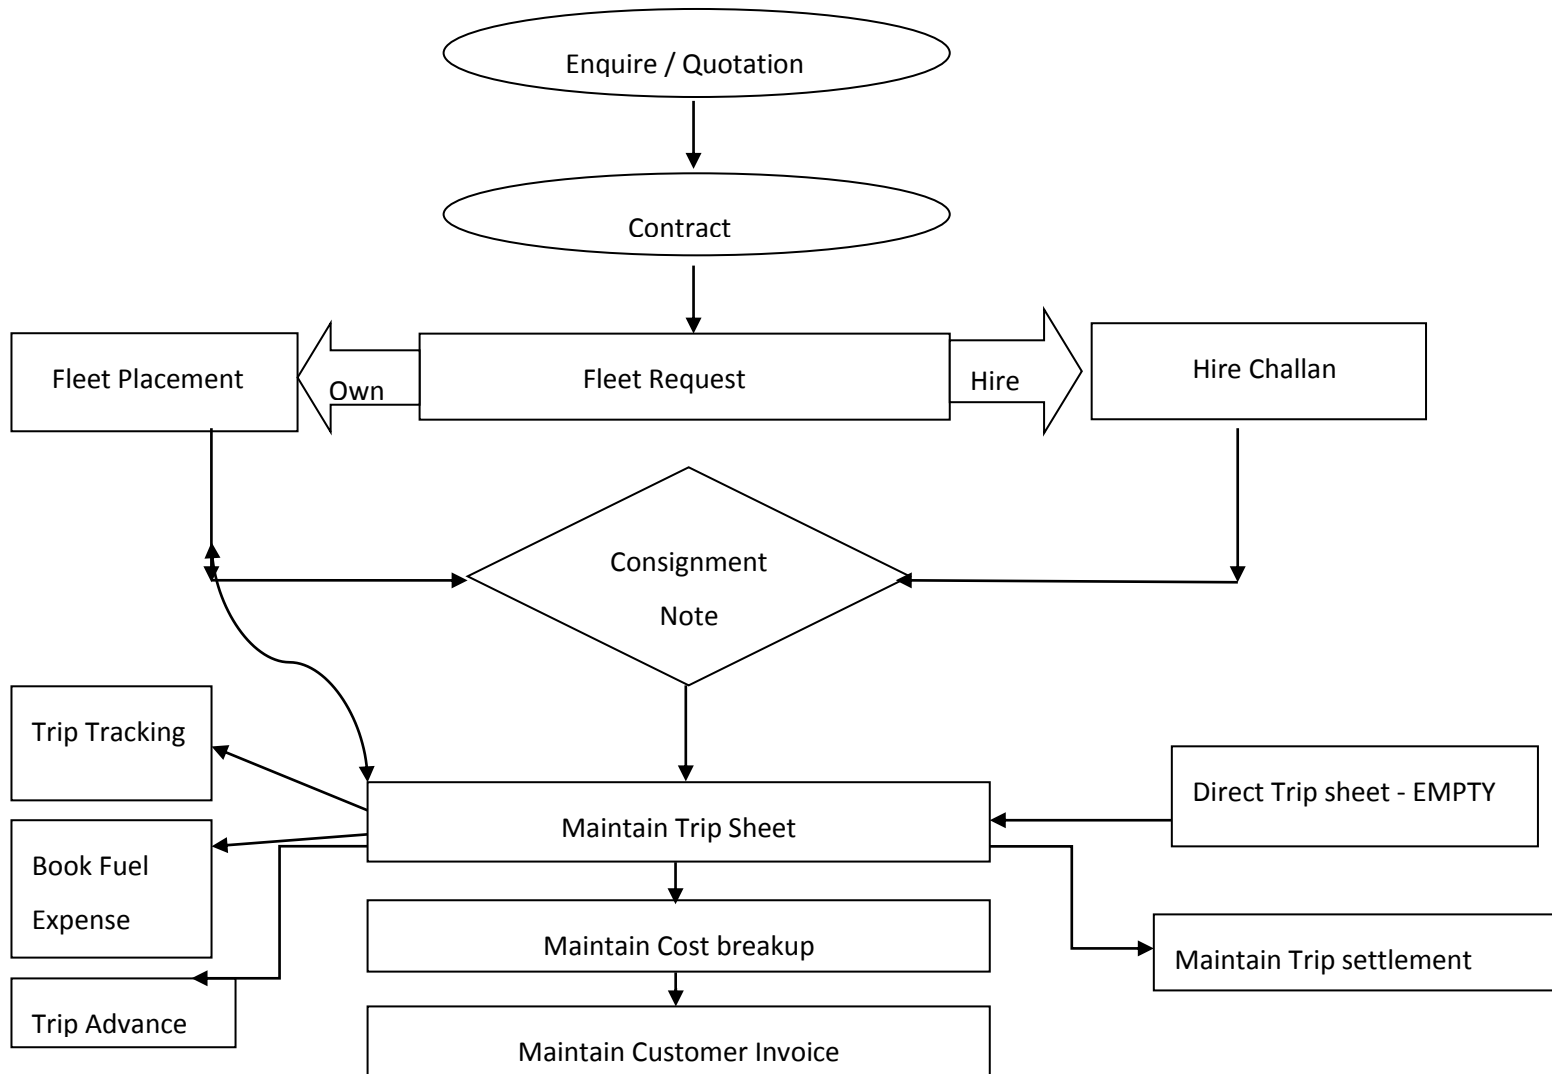 Enquire / Quotation
Contract
Fleet Placement
Own
Fleet Request
Hire
Hire Challan
Consignment
Note
Trip Tracking
Direct Trip sheet - EMPTY
Maintain Trip Sheet
Book Fuel
Expense
Maintain Cost breakup
Maintain Trip settlement
Trip Advance
Maintain Customer Invoice